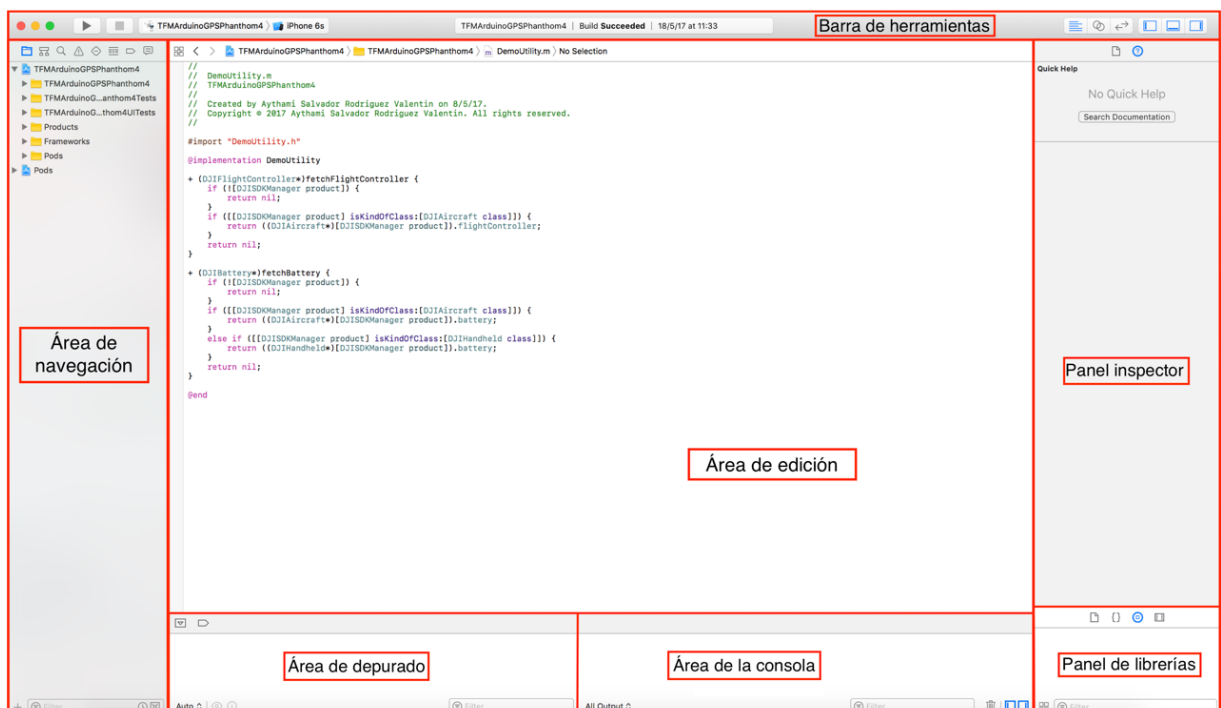 TFMArduinoGPSPhanthom4 iPhone 6s
TFMArduinoGPSPhanthom4 | Build Succeeded | 18/5/17 at 11:33
Barra de herramientas
TFMArduinoGPSPhanthom4
TFMArduinoGPSPhanthom4
TFMArduinoG...anthom4Tests
TFMArduinoG...thom4UITests
Products
Frameworks
Pods
Pods
Área de
navegación
Filter
TFMArduinoGPSPhanthom4 TFMArduinoGPSPhanthom4 m DemoUtility.m No Selection
//
//  DemoUtility.m
//  TFMArduinoGPSPhanthom4
//
//  Created by Aythami Salvador Rodriguez Valentin on 8/5/17.
//  Copyright © 2017 Aythami Salvador Rodriguez Valentin. All rights reserved.
//
#import "DemoUtility.h"
@implementation DemoUtility
+ (DJIFlightController*)fetchFlightController {
    if (![DJISDKManager product]) {
        return nil;
    }
    if ([[DJISDKManager product] isKindOfClass:[DJIAircraft class]]) {
        return ((DJIAircraft*)[DJISDKManager product]).flightController;
    }
    return nil;
}
+ (DJIBattery*)fetchBattery {
    if (![DJISDKManager product]) {
        return nil;
    }
    if ([[DJISDKManager product] isKindOfClass:[DJIAircraft class]]) {
        return ((DJIAircraft*)[DJISDKManager product]).battery;
    }
    else if ([[DJISDKManager product] isKindOfClass:[DJIHandheld class]]) {
        return ((DJIHandheld*)[DJISDKManager product]).battery;
    }
    return nil;
}
@end
Área de edición
Quick Help
No Quick Help
Search Documentation
Panel inspector
Área de depurado
Auto
Filter
Área de la consola
All Output
Filter
Panel de librerías
Filter